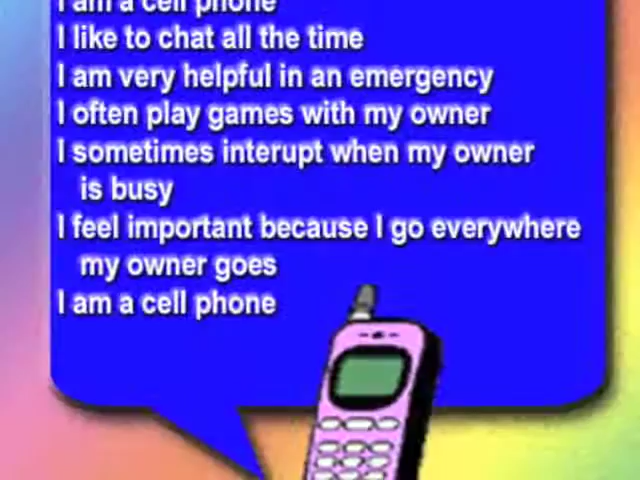 I am a cell phone
I like to chat all the time
I am very helpful in an emergency
I often play games with my owner
I sometimes interupt when my owner
is busy
I feel important because I go everywhere
my owner goes
I am a cell phone